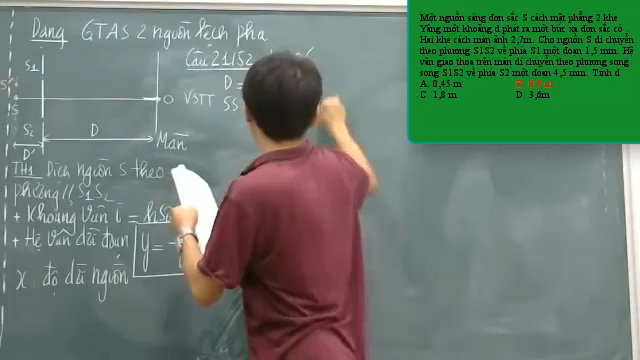 Dạng GTAS 2 nguồn lệch pha
S1
Câu 21/52
D =
S'
S
O VSTT
SS
S2
D
D'
Màn
TH1 Dịch nguồn S theo
phương // S1S2
+ Khoảng vân i =
+ Hệ vân dời đoạn
y = -
x độ dời nguồn
Một nguồn sáng đơn sắc S cách mặt phẳng 2 khe
Yâng một khoảng d phát ra một bức xạ đơn sắc có
Hai khe cách màn ảnh 2,7m. Cho nguồn S di chuyển
theo phương S1S2 về phía S1 một đoạn 1,5 mm. Hệ
vân giao thoa trên màn di chuyển theo phương song
song S1S2 về phía S2 một đoạn 4,5 mm. Tính d
A. 0,45 m
C. 1,8 m D. 3,6m